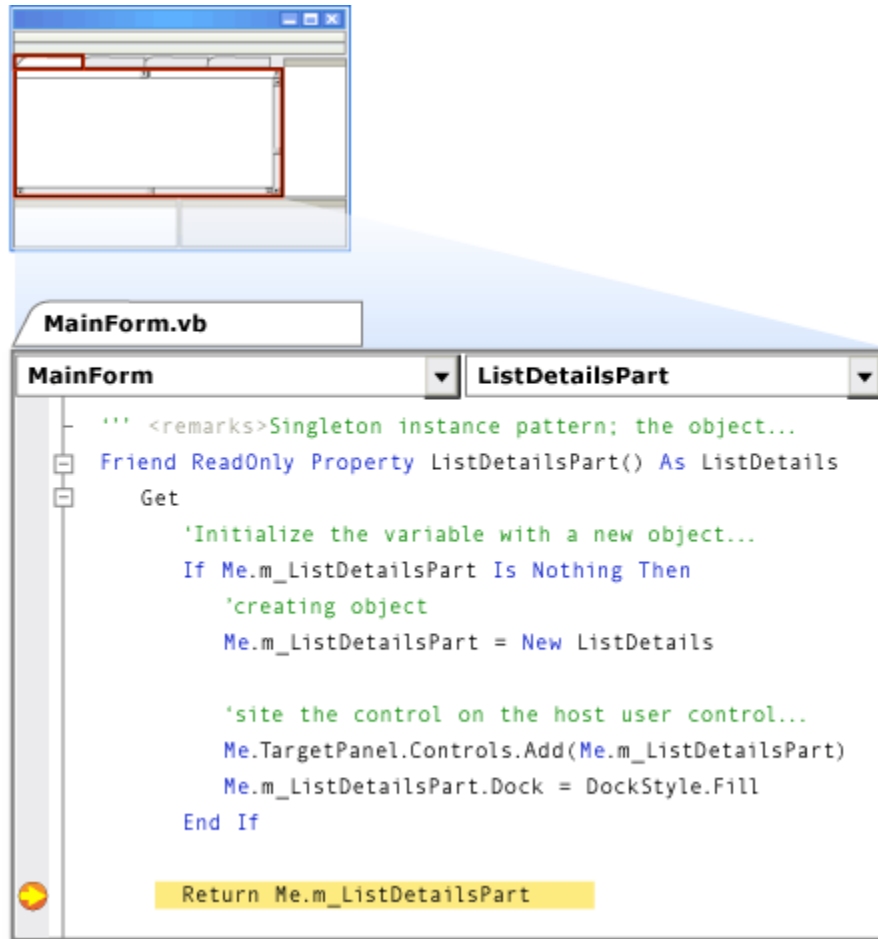 MainForm.vb
MainForm ListDetailsPart
‘’’ <remarks>Singleton instance pattern; the object...
Friend ReadOnly Property ListDetailsPart() As ListDetails
Get
‘Initialize the variable with a new object...
If Me.m_ListDetailsPart Is Nothing Then
’creating object
Me.m_ListDetailsPart = New ListDetails
‘site the control on the host user control...
Me.TargetPanel.Controls.Add(Me.m_ListDetailsPart)
Me.m_ListDetailsPart.Dock = DockStyle.Fill
End If
Return Me.m_ListDetailsPart